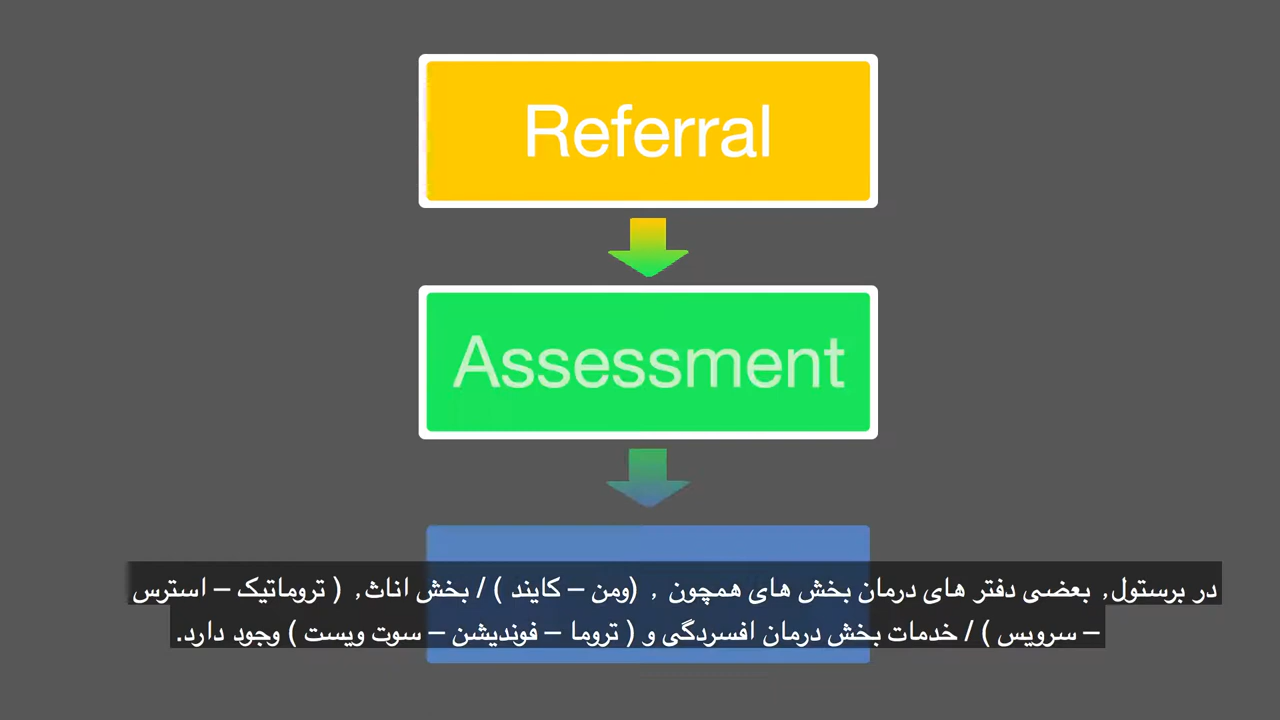 Referral
Assessment
در برستول, بعضی دفتر های درمان بخش های همچون , (ومن – کایند ) / بخش اناث, ( تروماتیک – استرس
– سرویس ) / خدمات بخش درمان افسردگی و ( تروما – فوندیشن – سوت ویست ) وجود دارد.